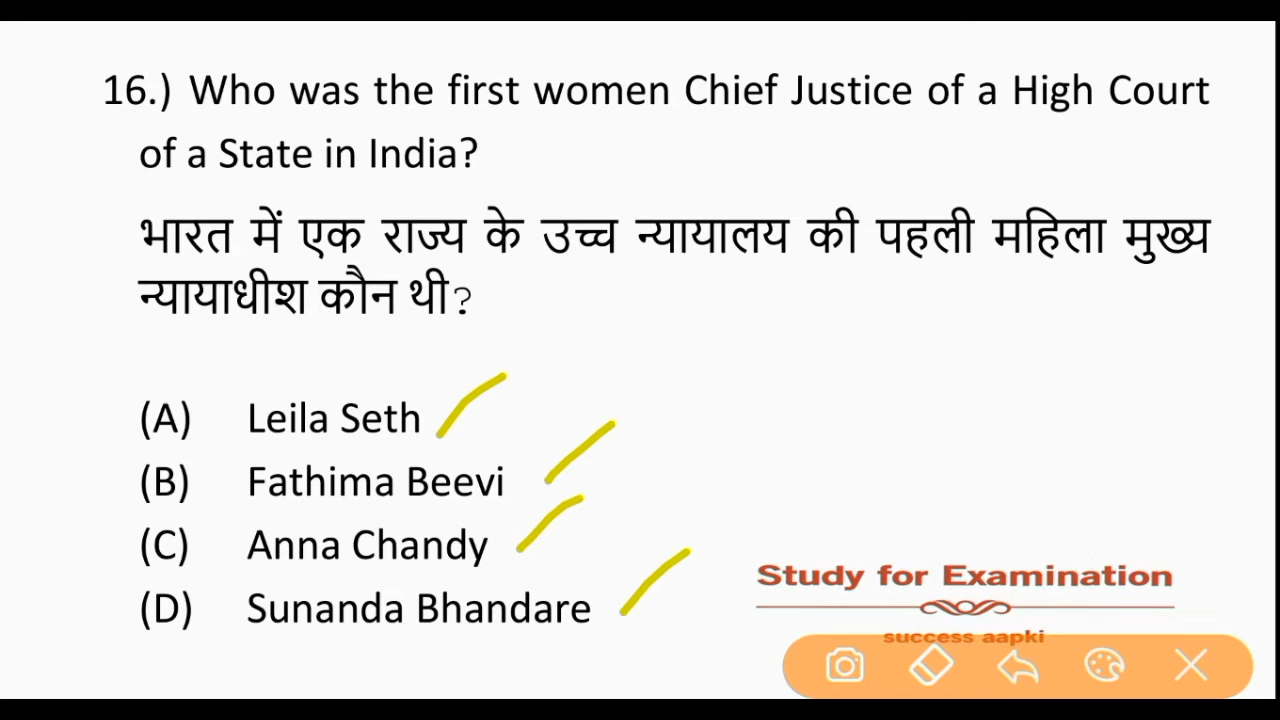 16.) Who was the first women Chief Justice of a High Court
of a State in India?
भारत में एक राज्य के उच्च न्यायालय की पहली महिला मुख्य
न्यायाधीश कौन थी?
(A) Leila Seth
(B) Fathima Beevi
(C) Anna Chandy
(D) Sunanda Bhandare
Study for Examination
success aapki